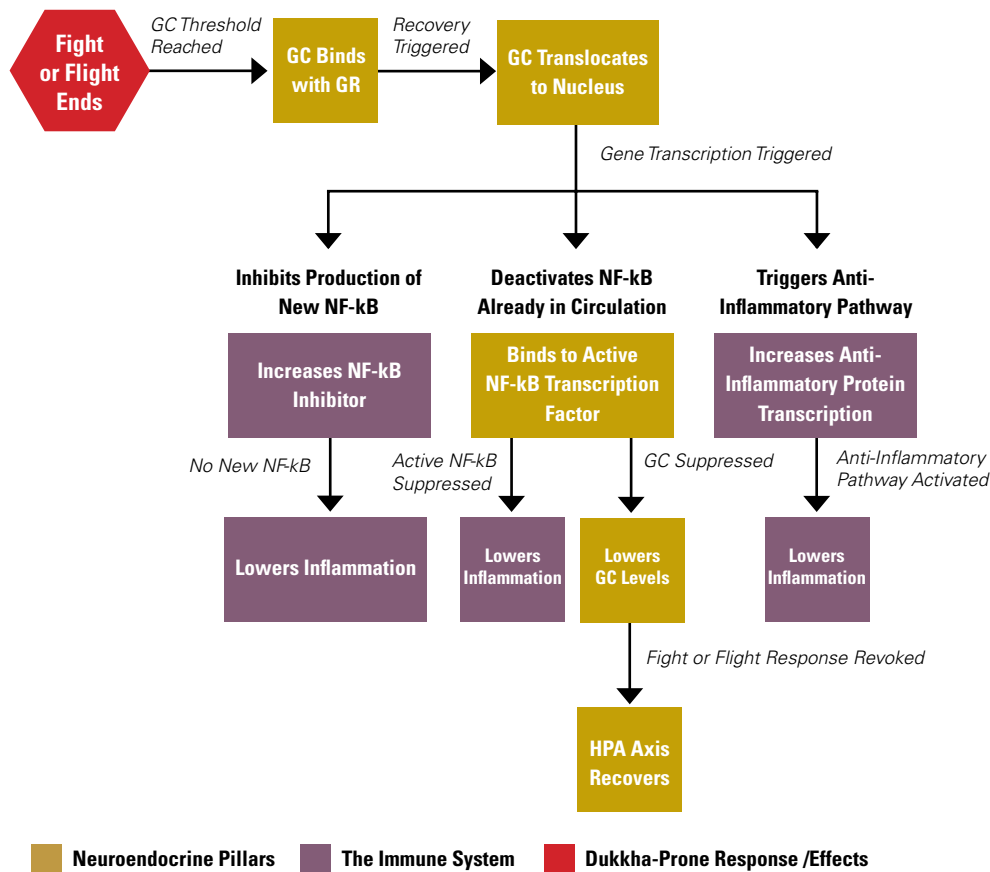 Fight
or Flight
Ends
GC Threshold
Reached
GC Binds
with GR
Recovery
Triggered
GC Translocates
to Nucleus
Gene Transcription Triggered
Inhibits Production of
New NF-kB
Deactivates NF-kB
Already in Circulation
Triggers Anti-
Inflammatory Pathway
Increases NF-kB
Inhibitor
Binds to Active
NF-kB Transcription
Factor
Increases Anti-
Inflammatory Protein
Transcription
No New NF-kB
Active NF-kB
Suppressed
GC Suppressed
Anti-Inflammatory
Pathway Activated
Lowers Inflammation
Lowers
Inflammation
Lowers
GC Levels
Lowers
Inflammation
Fight or Flight Response Revoked
HPA Axis
Recovers
Neuroendocrine Pillars
The Immune System
Dukkha-Prone Response /Effects